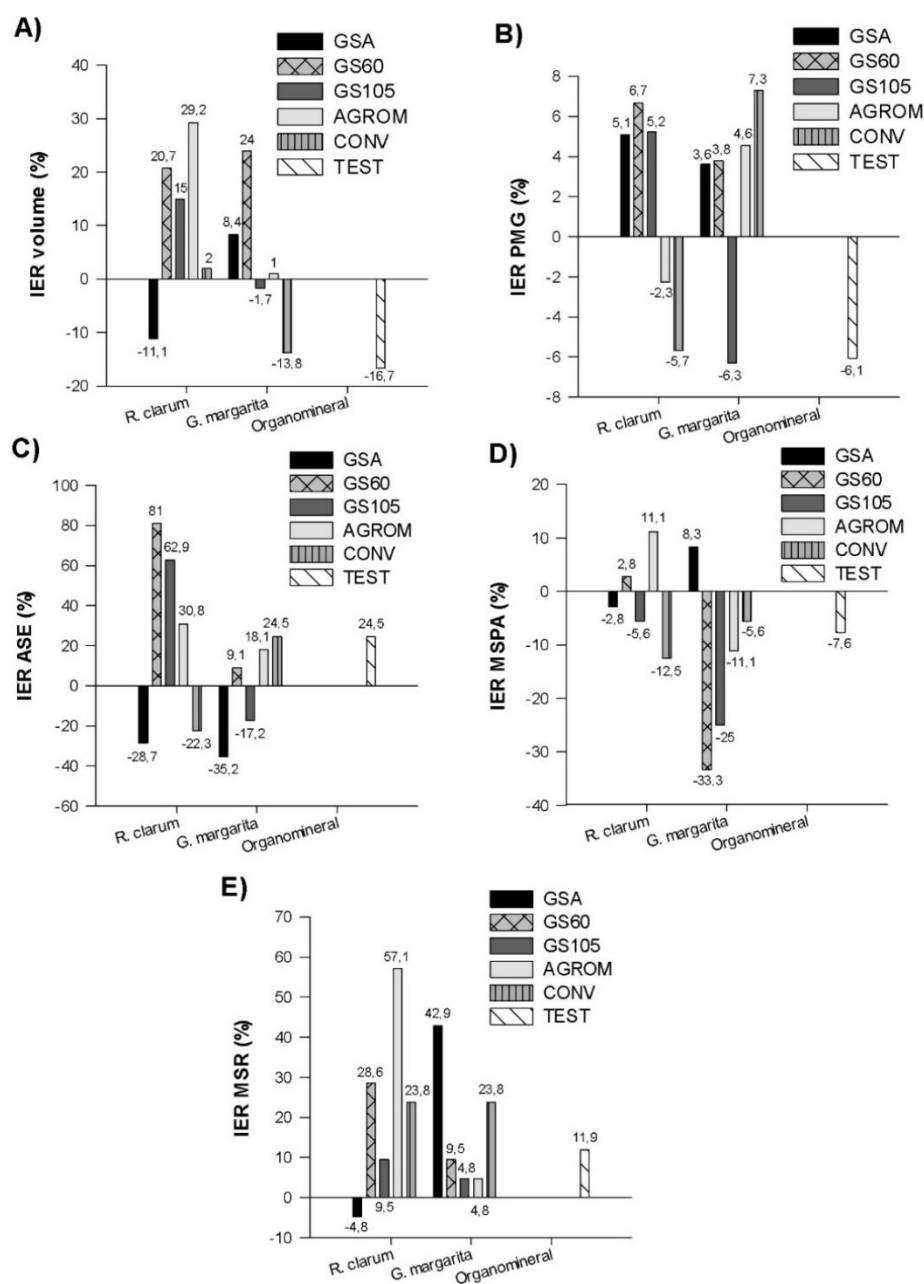 A)
GSA
GS60
GS105
AGROM
CONV
TEST
IER volume (%)
40
30
20
10
0
-10
-20
-11,1
20,7
15
29,2
2
8,4
24
-1,7
1
-13,8
-16,7
R. clarum
G. margarita
Organomineral
B)
GSA
GS60
GS105
AGROM
CONV
TEST
IER PMG (%)
8
6
4
2
0
-2
-4
-6
-8
5,1
6,7
5,2
-2,3
-5,7
3,6
3,8
-6,3
4,6
7,3
-6,1
R. clarum
G. margarita
Organomineral
C)
GSA
GS60
GS105
AGROM
CONV
TEST
IER ASE (%)
100
80
60
40
20
0
-20
-40
-60
-28,7
81
62,9
30,8
-22,3
-35,2
9,1
-17,2
18,1
24,5
24,5
R. clarum
G. margarita
Organomineral
D)
GSA
GS60
GS105
AGROM
CONV
TEST
IER MSPA (%)
20
10
0
-10
-20
-30
-40
-2,8
2,8
-5,6
11,1
-12,5
8,3
-33,3
-25
-11,1
-5,6
-7,6
R. clarum
G. margarita
Organomineral
E)
GSA
GS60
GS105
AGROM
CONV
TEST
IER MSR (%)
70
60
50
40
30
20
10
0
-10
-4,8
28,6
9,5
57,1
23,8
42,9
9,5
4,8
4,8
23,8
11,9
R. clarum
G. margarita
Organomineral